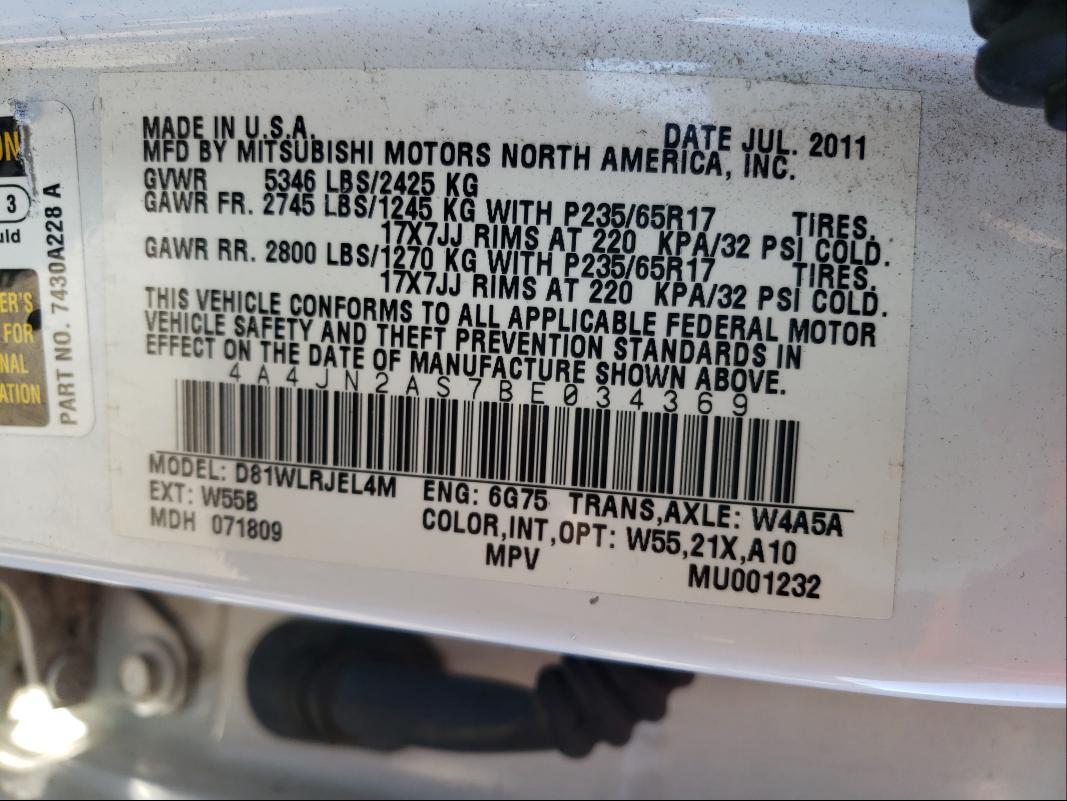 MADE IN U.S.A. DATE JUL. 2011
MFD BY MITSUBISHI MOTORS NORTH AMERICA, INC.
GVWR 5346 LBS/2425 KG
GAWR FR. 2745 LBS/1245 KG WITH P235/65R17 TIRES.
17X7JJ RIMS AT 220 KPA/32 PSI COLD.
GAWR RR. 2800 LBS/1270 KG WITH P235/65R17 TIRES.
17X7JJ RIMS AT 220 KPA/32 PSI COLD.
THIS VEHICLE CONFORMS TO ALL APPLICABLE FEDERAL MOTOR
VEHICLE SAFETY AND THEFT PREVENTION STANDARDS IN
EFFECT ON THE DATE OF MANUFACTURE SHOWN ABOVE.
4A4JN2AS7BE034369
MODEL: D81WLRJEL4M ENG: 6G75 TRANS,AXLE: W4A5A
EXT: W55B COLOR,INT,OPT: W55,21X,A10
MDH 071809 MPV MU001232
ON
3
uld
ER'S
FOR
NAL
ATION
PART NO. 7430A228 A